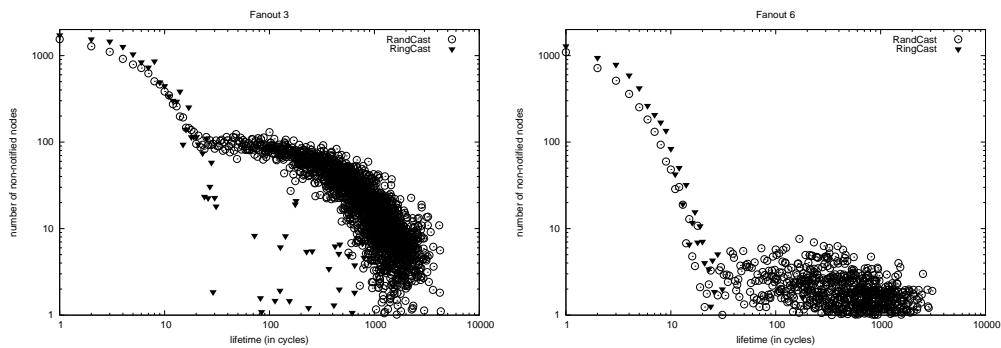 Fanout 3
RandCast
RingCast
number of non-notified nodes
1000
100
10
1
1 10 100 1000 10000
lifetime (in cycles)
Fanout 6
RandCast
RingCast
number of non-notified nodes
1000
100
10
1
1 10 100 1000 10000
lifetime (in cycles)